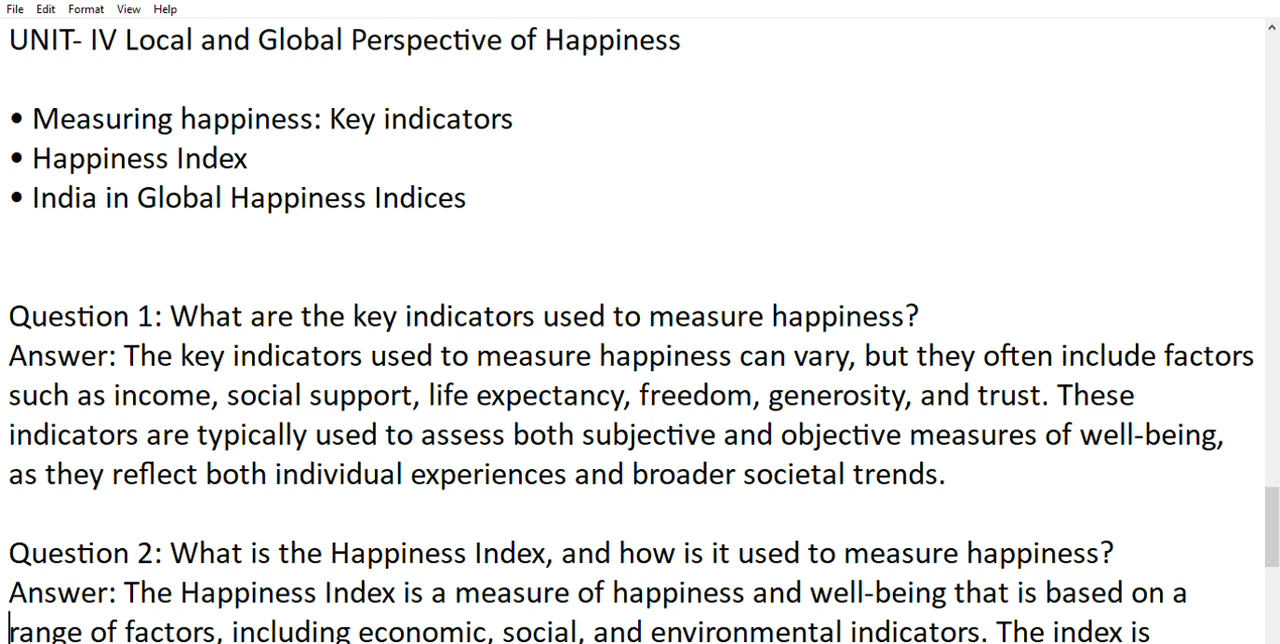 File Edit Format View Help
UNIT- IV Local and Global Perspective of Happiness
• Measuring happiness: Key indicators
• Happiness Index
• India in Global Happiness Indices
Question 1: What are the key indicators used to measure happiness?
Answer: The key indicators used to measure happiness can vary, but they often include factors
such as income, social support, life expectancy, freedom, generosity, and trust. These
indicators are typically used to assess both subjective and objective measures of well-being,
as they reflect both individual experiences and broader societal trends.
Question 2: What is the Happiness Index, and how is it used to measure happiness?
Answer: The Happiness Index is a measure of happiness and well-being that is based on a
range of factors, including economic, social, and environmental indicators. The index is